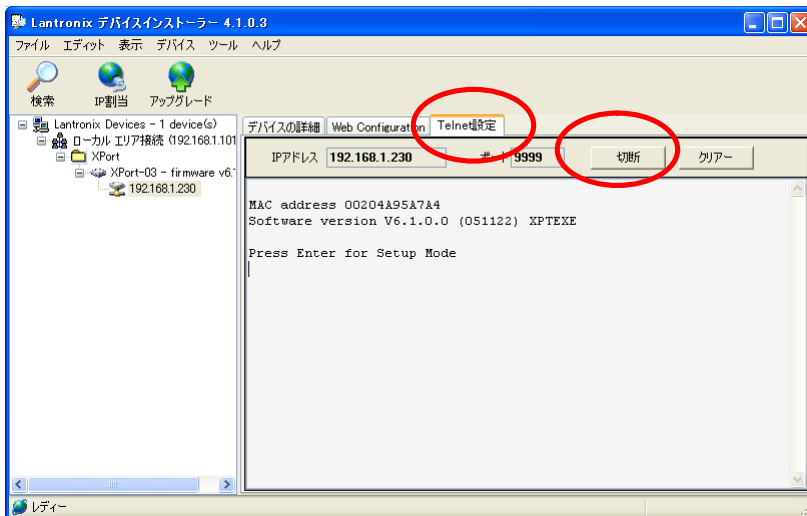 Lantronix デバイスインストーラー 4.1.0.3
ファイル エディット 表示 デバイス ツール ヘルプ
検索 IP割当 アップグレード
Lantronix Devices - 1 device(s)
ローカル エリア接続 (192.168.1.101
XPort
XPort-03 - firmware v6.
192.168.1.230
デバイスの詳細 Web Configuration Telnet設定
IPアドレス 192.168.1.230 ポート 9999 切断 クリアー
MAC address 00204A95A7A4
Software version V6.1.0.0 (051122) XPTEXE
Press Enter for Setup Mode
レディー